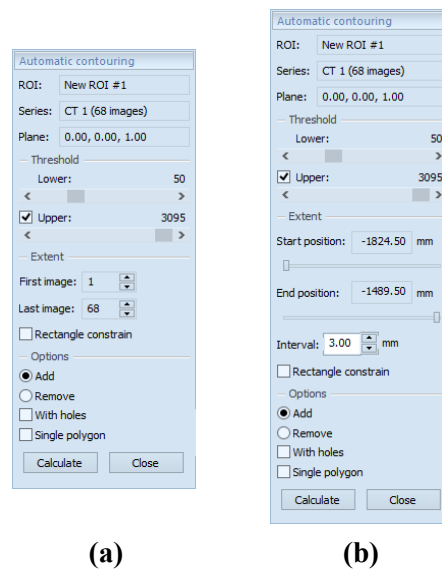 Automatic contouring
ROI: New ROI #1
Series: CT 1 (68 images)
Plane: 0.00, 0.00, 1.00
Threshold
Lower: 50
Upper: 3095
Extent
First image: 1
Last image: 68
Rectangle constrain
Options
Add
Remove
With holes
Single polygon
Calculate Close
(a)
Automatic contouring
ROI: New ROI #1
Series: CT 1 (68 images)
Plane: 0.00, 0.00, 1.00
Threshold
Lower: 50
Upper: 3095
Extent
Start position: -1824.50 mm
End position: -1489.50 mm
Interval: 3.00 mm
Rectangle constrain
Options
Add
Remove
With holes
Single polygon
Calculate Close
(b)